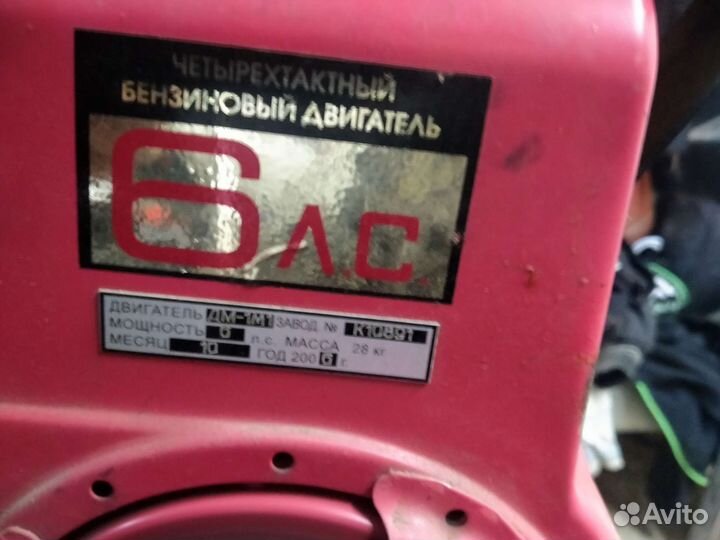 ЧЕТЫРЕХТАКТНЫЙ
БЕНЗИНОВЫЙ ДВИГАТЕЛЬ
6 Л.С.
ДВИГАТЕЛЬ ДМ-1М1 ЗАВОД № К10891
МОЩНОСТЬ 6 л.с. МАССА 28 кг
МЕСЯЦ 10 ГОД 2006 г.
Avito